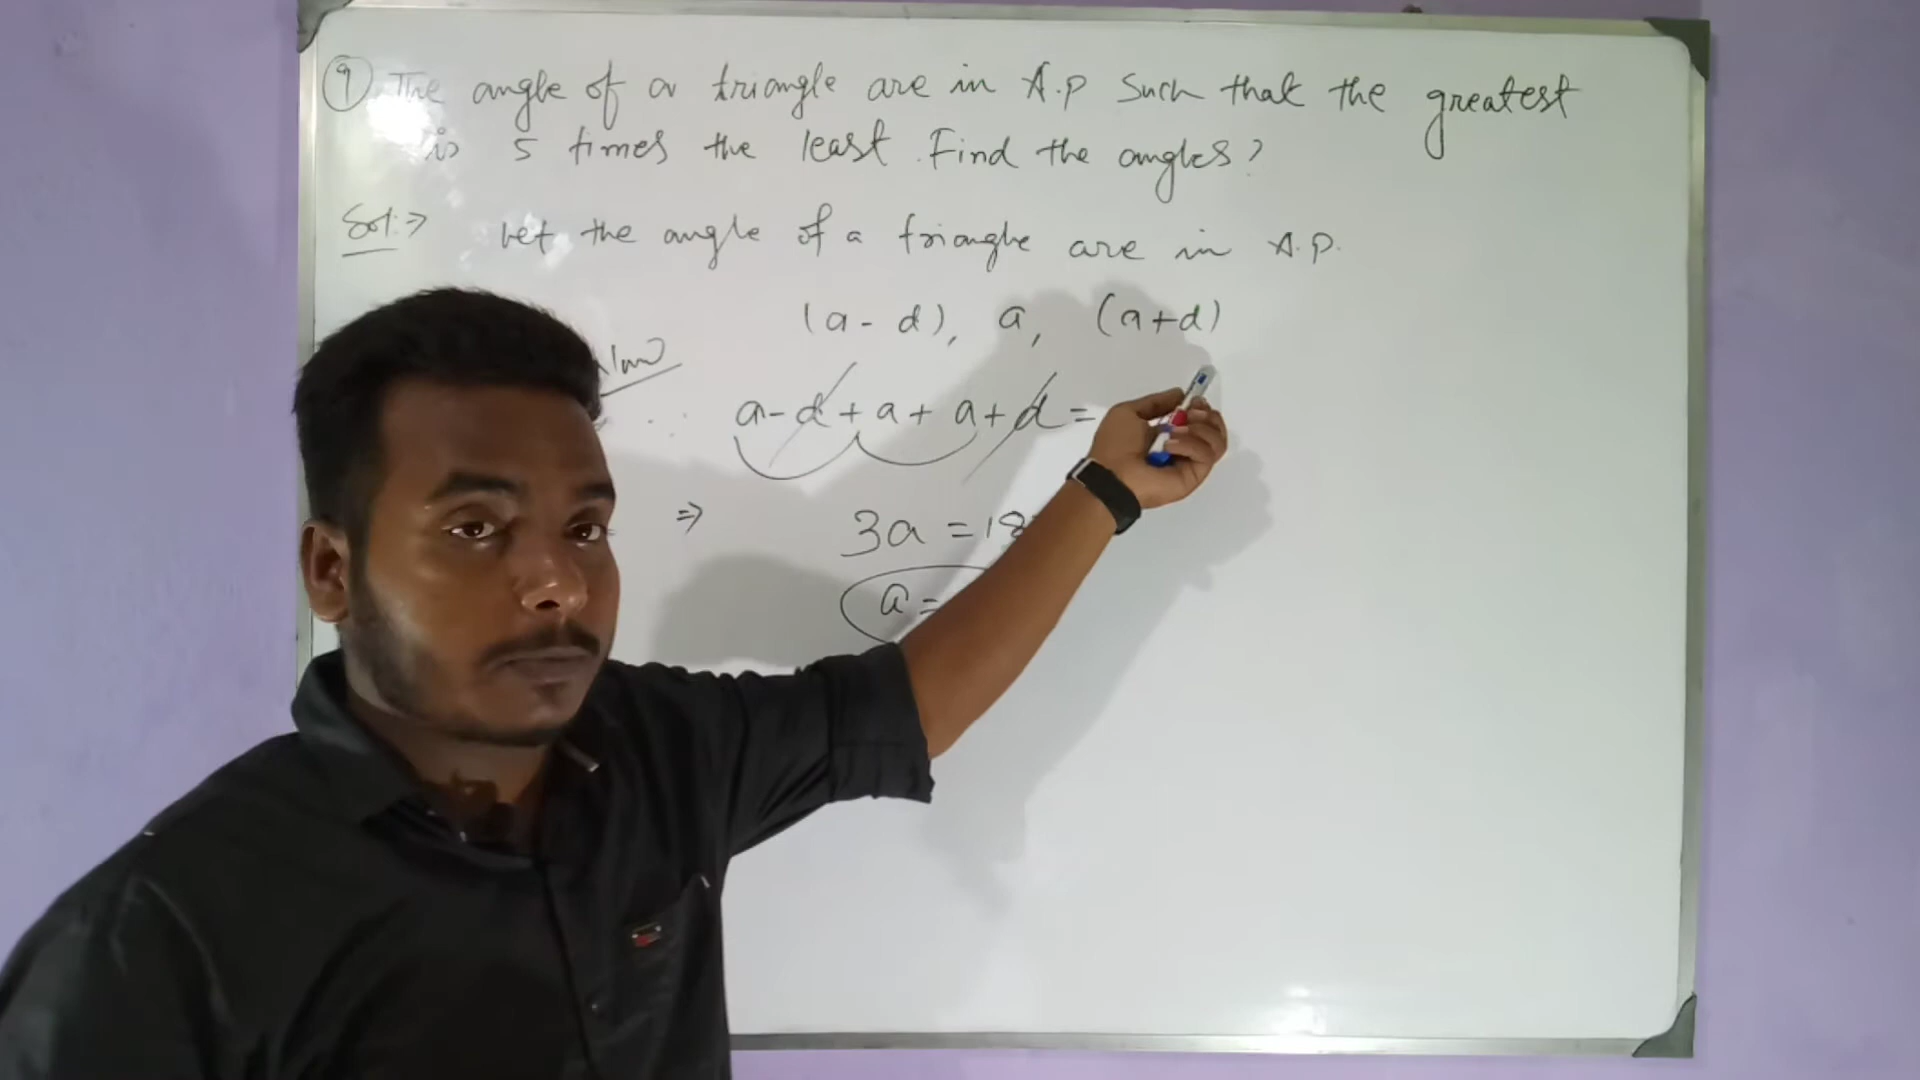 9 The angle of a triangle are in A.P such that the greatest
is 5 times the least. Find the angles?
Sol:⇒ Let the angle of a triangle are in A.P.
(a - d), a, (a+d)
a-d+a+a+d=
⇒ 3a = 18
a =